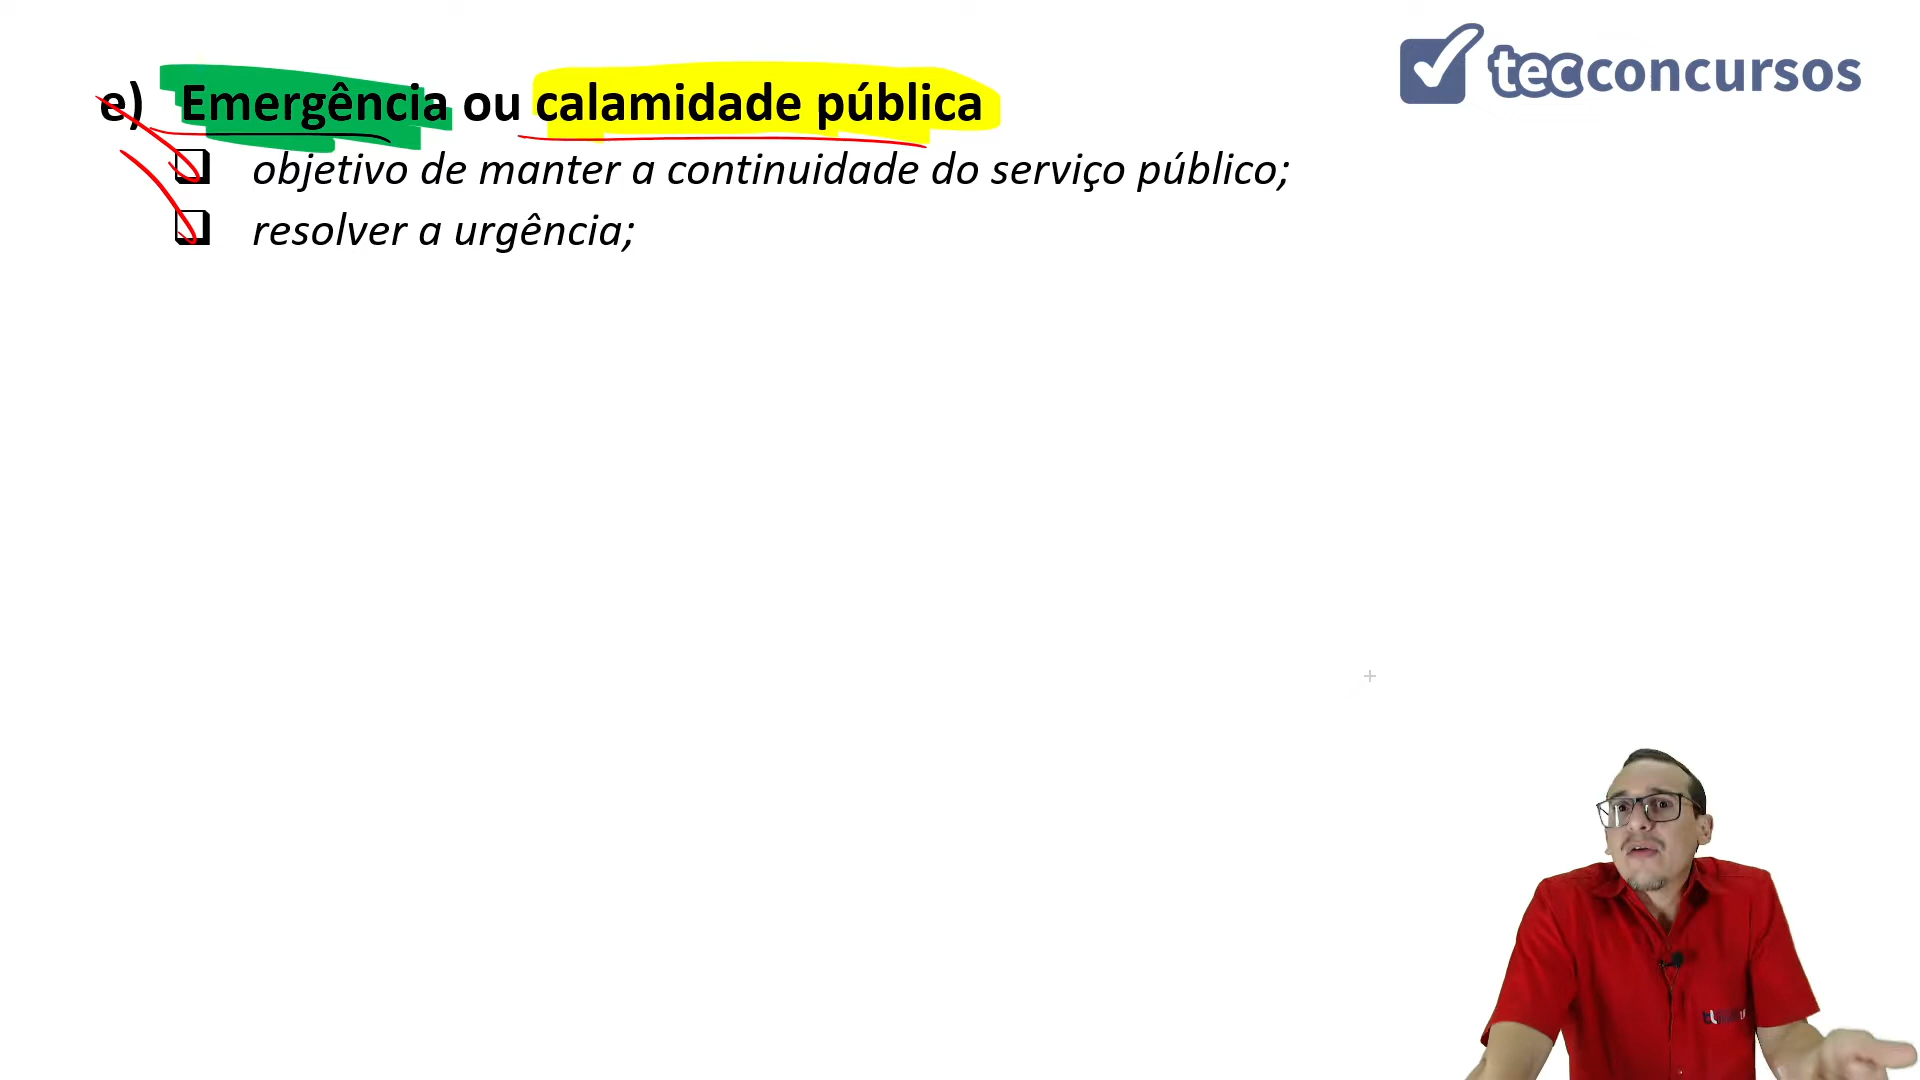 tecconcursos
e) Emergência ou calamidade pública
objetivo de manter a continuidade do serviço público;
resolver a urgência;